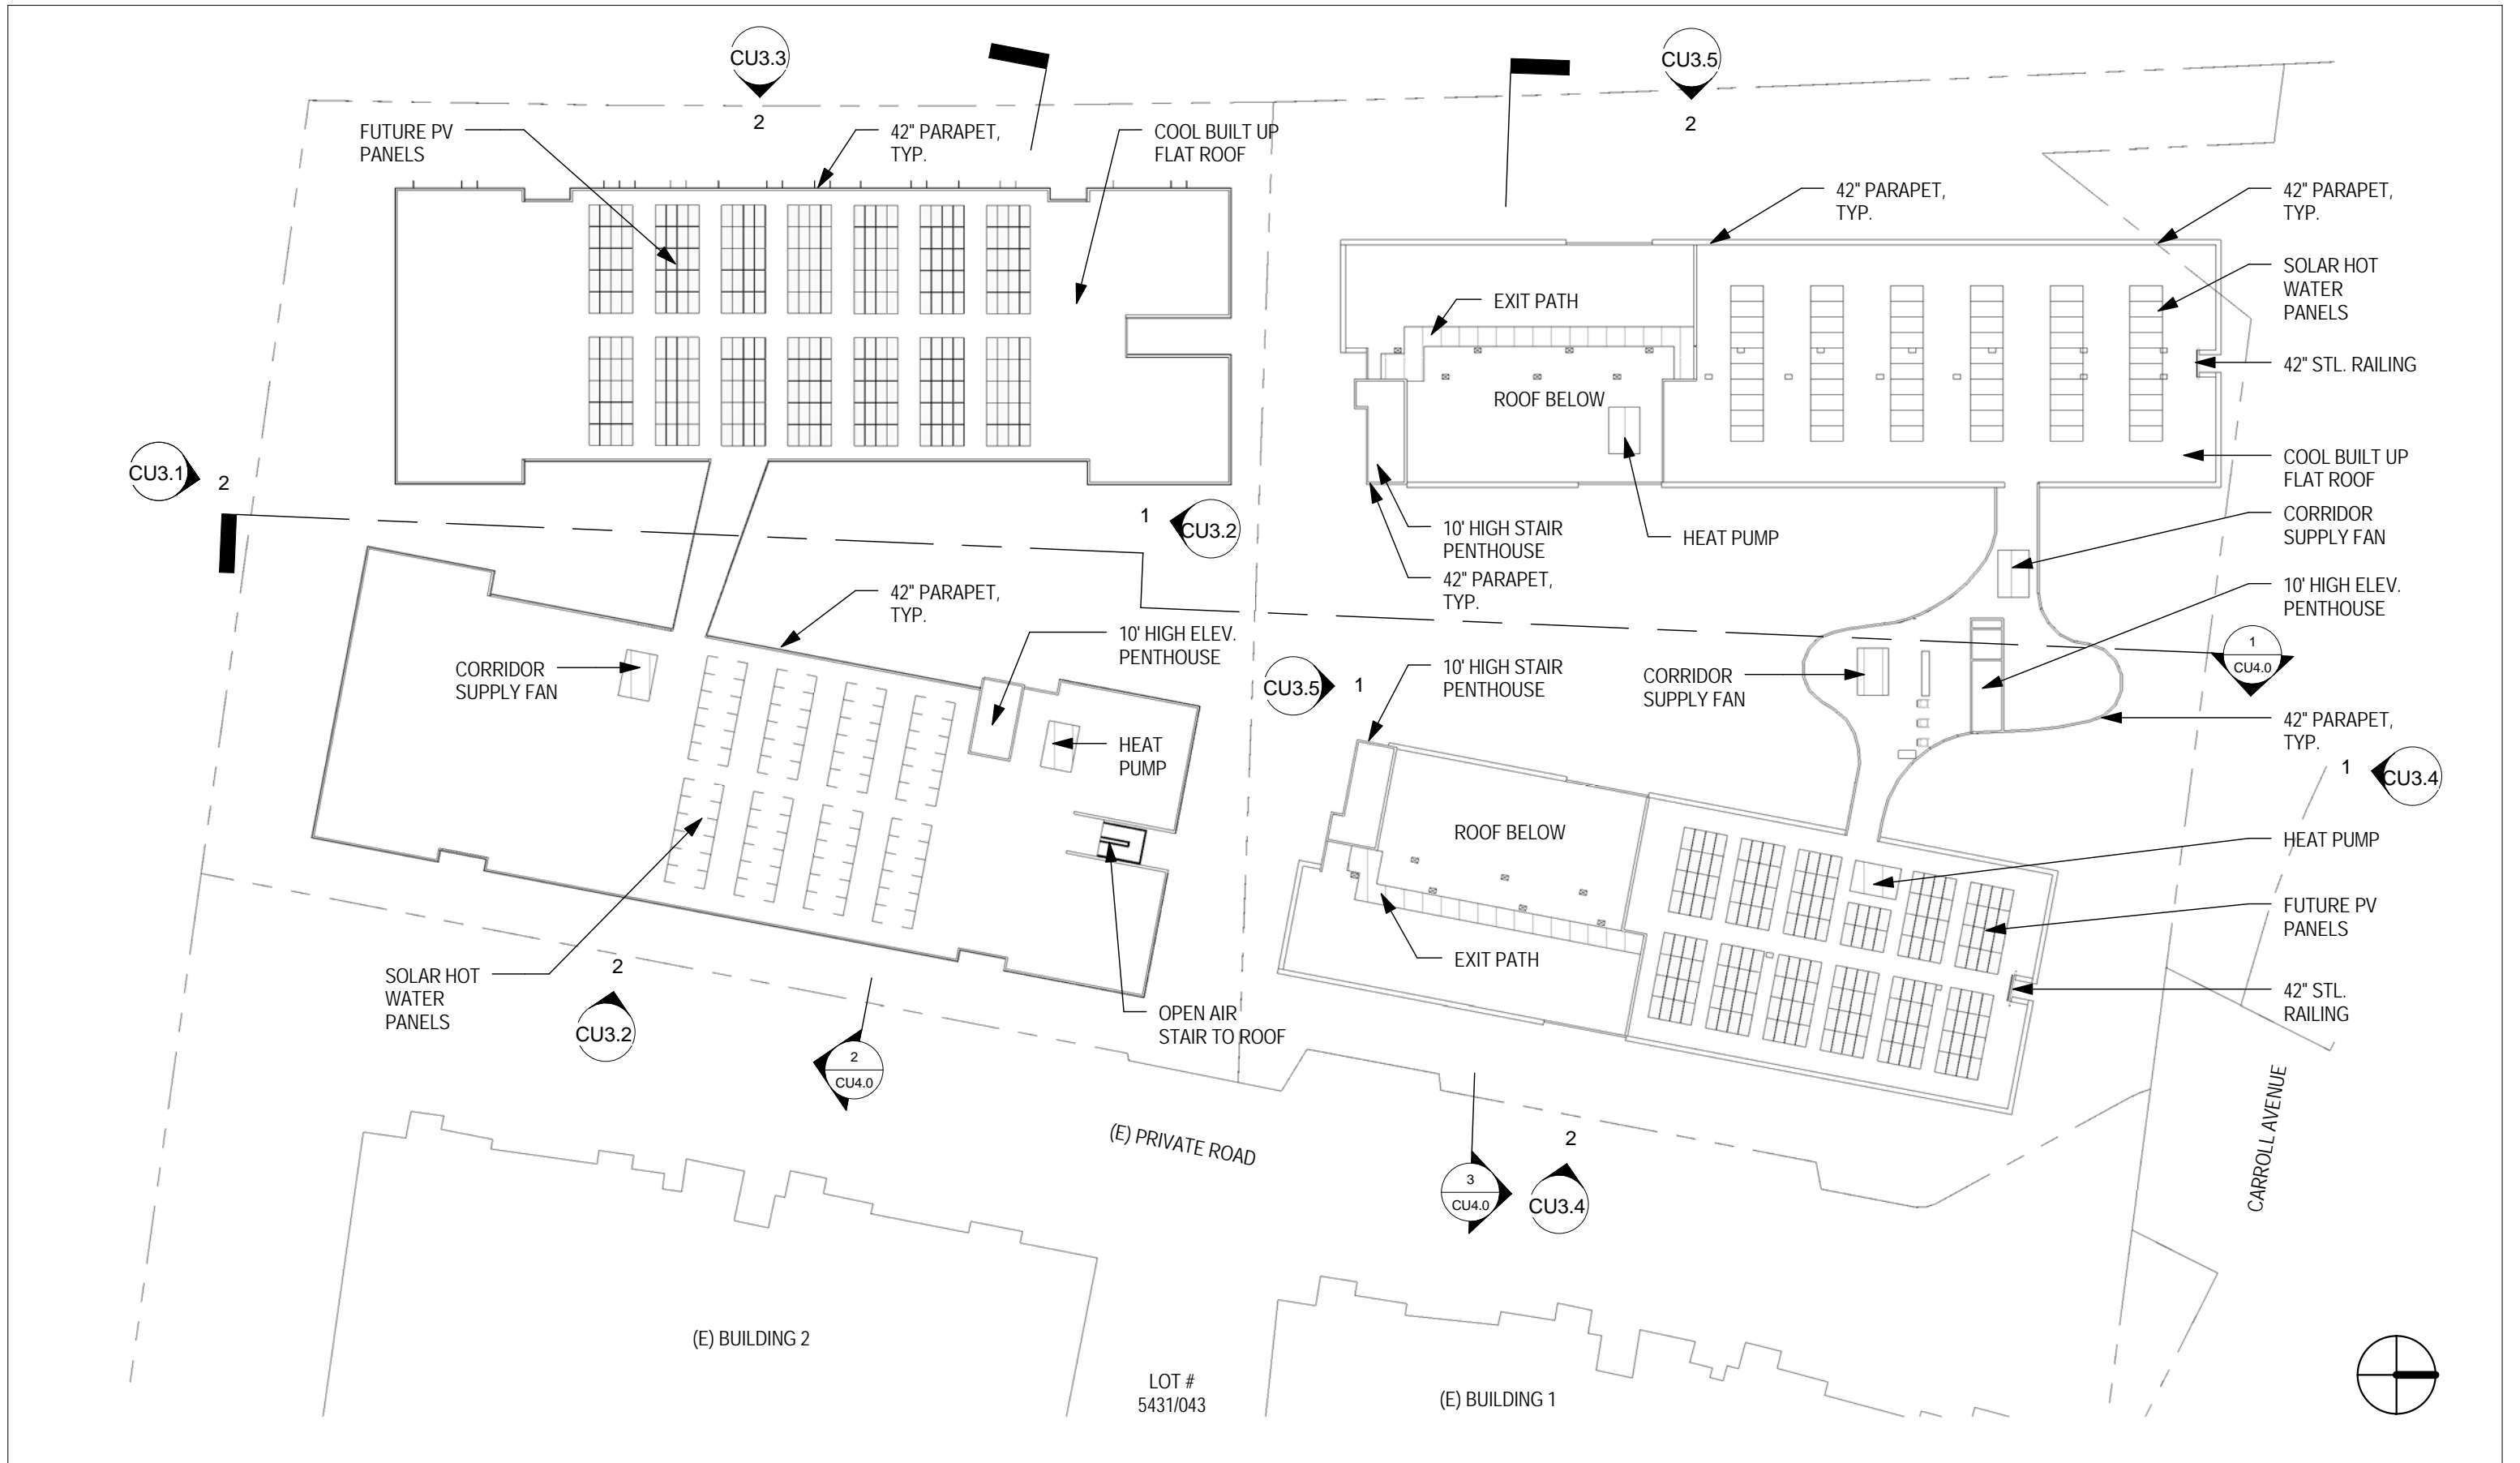 CU3.3
2
CU3.5
2
FUTURE PV
PANELS
42" PARAPET,
TYP.
COOL BUILT UP
FLAT ROOF
42" PARAPET,
TYP.
42" PARAPET,
TYP.
SOLAR HOT
WATER
PANELS
EXIT PATH
42" STL. RAILING
ROOF BELOW
CU3.1
2
COOL BUILT UP
FLAT ROOF
1
CU3.2
10' HIGH STAIR
PENTHOUSE
HEAT PUMP
CORRIDOR
SUPPLY FAN
42" PARAPET,
TYP.
42" PARAPET,
TYP.
10' HIGH ELEV.
PENTHOUSE
10' HIGH ELEV.
PENTHOUSE
CORRIDOR
SUPPLY FAN
10' HIGH STAIR
PENTHOUSE
CU3.5
1
CORRIDOR
SUPPLY FAN
1
CU4.0
42" PARAPET,
TYP.
HEAT
PUMP
1
CU3.4
ROOF BELOW
HEAT PUMP
FUTURE PV
PANELS
EXIT PATH
SOLAR HOT
WATER
PANELS
2
CU3.2
42" STL.
RAILING
OPEN AIR
STAIR TO ROOF
2
CU4.0
(E) PRIVATE ROAD
2
3
CU4.0
CU3.4
CARROLL AVENUE
(E) BUILDING 2
LOT #
5431/043
(E) BUILDING 1